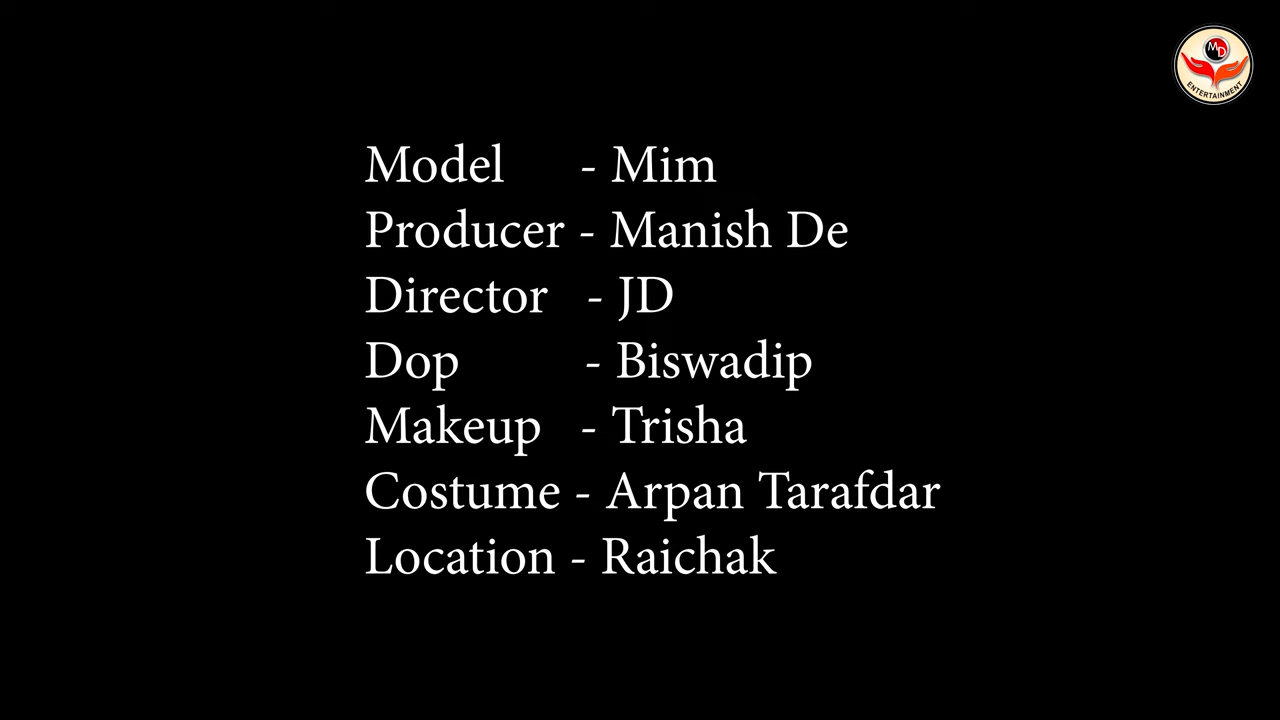 MD
ENTERTAINMENT
Model - Mim
Producer - Manish De
Director - JD
Dop - Biswadip
Makeup - Trisha
Costume - Arpan Tarafdar
Location - Raichak